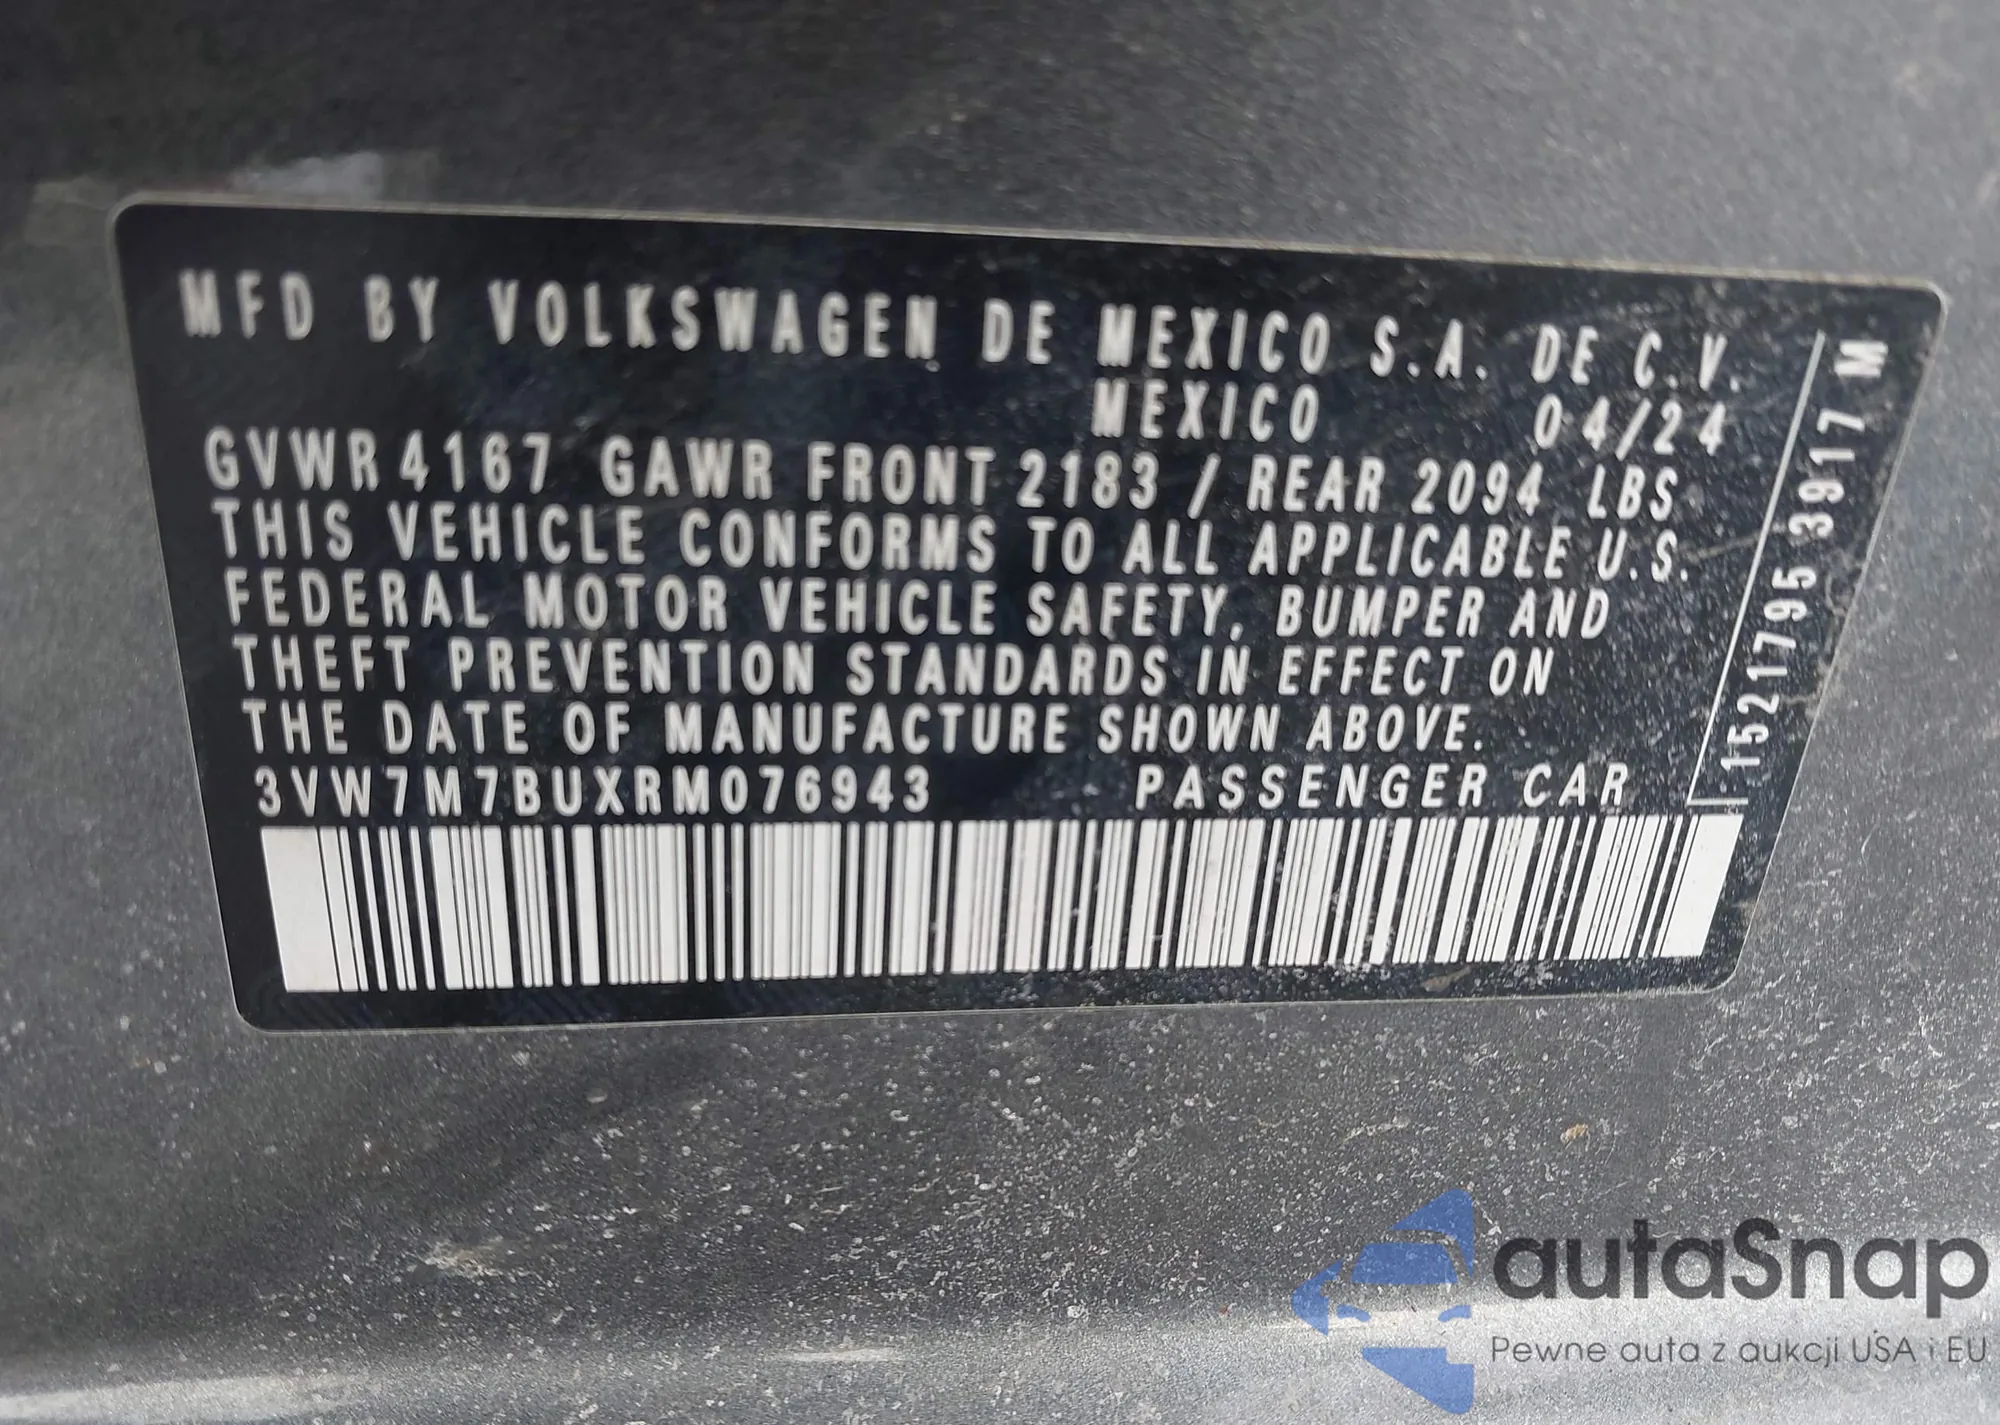 MFD BY VOLKSWAGEN DE MEXICO S.A. DE C.V.
MEXICO 04/24
GVWR 4167 GAWR FRONT 2183 / REAR 2094 LBS
THIS VEHICLE CONFORMS TO ALL APPLICABLE U.S.
FEDERAL MOTOR VEHICLE SAFETY, BUMPER AND
THEFT PREVENTION STANDARDS IN EFFECT ON
THE DATE OF MANUFACTURE SHOWN ABOVE.
3VW7M7BUXRM076943 PASSENGER CAR
1521795 3917 M
autaSnap
Pewne auta z aukcji USA i EU